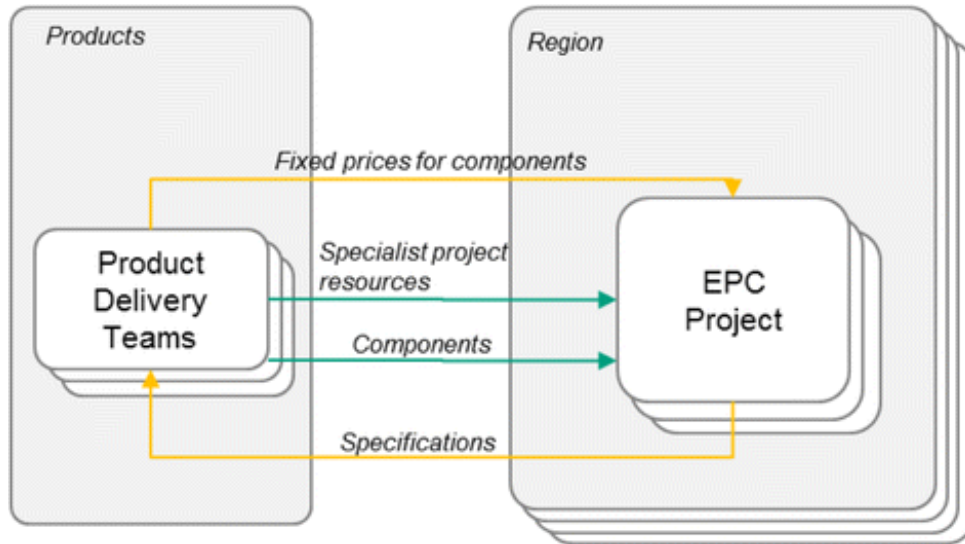 Products
Region
Fixed prices for components
Product
Delivery
Teams
Specialist project
resources
EPC
Project
Components
Specifications